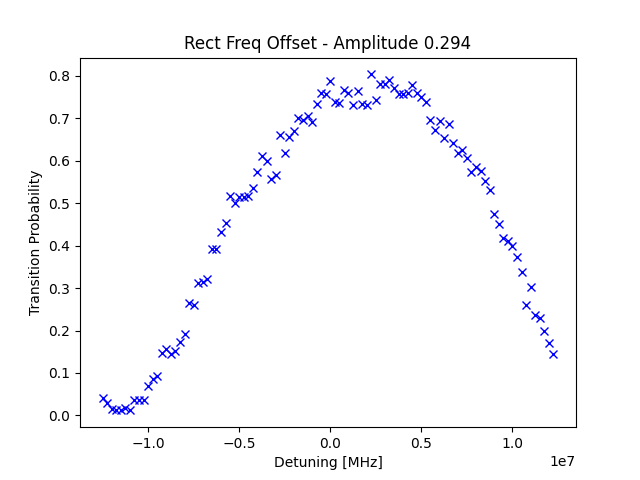 Rect Freq Offset - Amplitude 0.294
Transition Probability
0.8
0.7
0.6
0.5
0.4
0.3
0.2
0.1
0.0
−1.0 −0.5 0.0 0.5 1.0
1e7
Detuning [MHz]